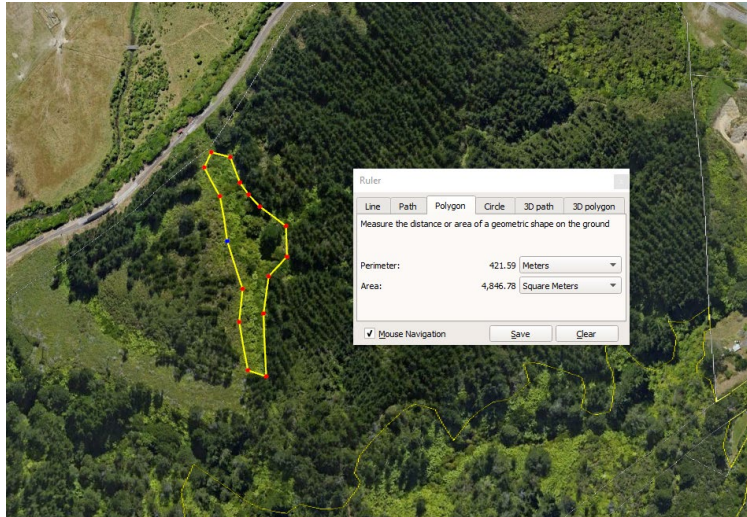 Ruler
Line Path Polygon Circle 3D path 3D polygon
Measure the distance or area of a geometric shape on the ground
Perimeter: 421.59 Meters
Area: 4,846.78 Square Meters
Mouse Navigation Save Clear